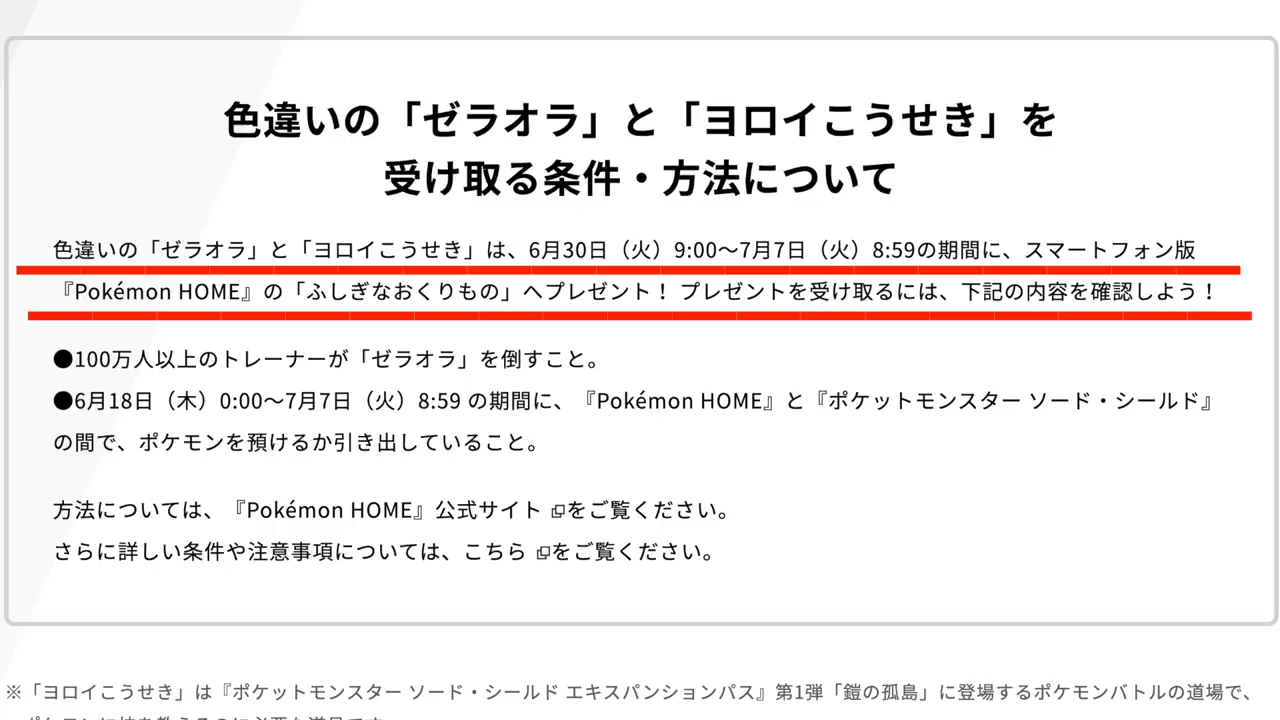 色違いの「ゼラオラ」と「ヨロイこうせき」を
受け取る条件・方法について
色違いの「ゼラオラ」と「ヨロイこうせき」は、6月30日（火）9:00〜7月7日（火）8:59の期間に、スマートフォン版
『Pokémon HOME』の「ふしぎなおくりもの」へプレゼント！ プレゼントを受け取るには、下記の内容を確認しよう！
●100万人以上のトレーナーが「ゼラオラ」を倒すこと。
●6月18日（木）0:00〜7月7日（火）8:59 の期間に、『Pokémon HOME』と『ポケットモンスター ソード・シールド』
の間で、ポケモンを預けるか引き出していること。
方法については、『Pokémon HOME』公式サイト をご覧ください。
さらに詳しい条件や注意事項については、こちら をご覧ください。
※「ヨロイこうせき」は『ポケットモンスター ソード・シールド エキスパンションパス』第1弾「鎧の孤島」に登場するポケモンバトルの道場で、